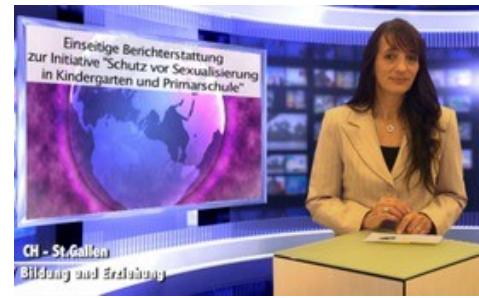 Einseitige Berichterstattung
zur Initiative "Schutz vor Sexualisierung
in Kindergarten und Primarschule"
CH - St.Gallen
Bildung und Erziehung